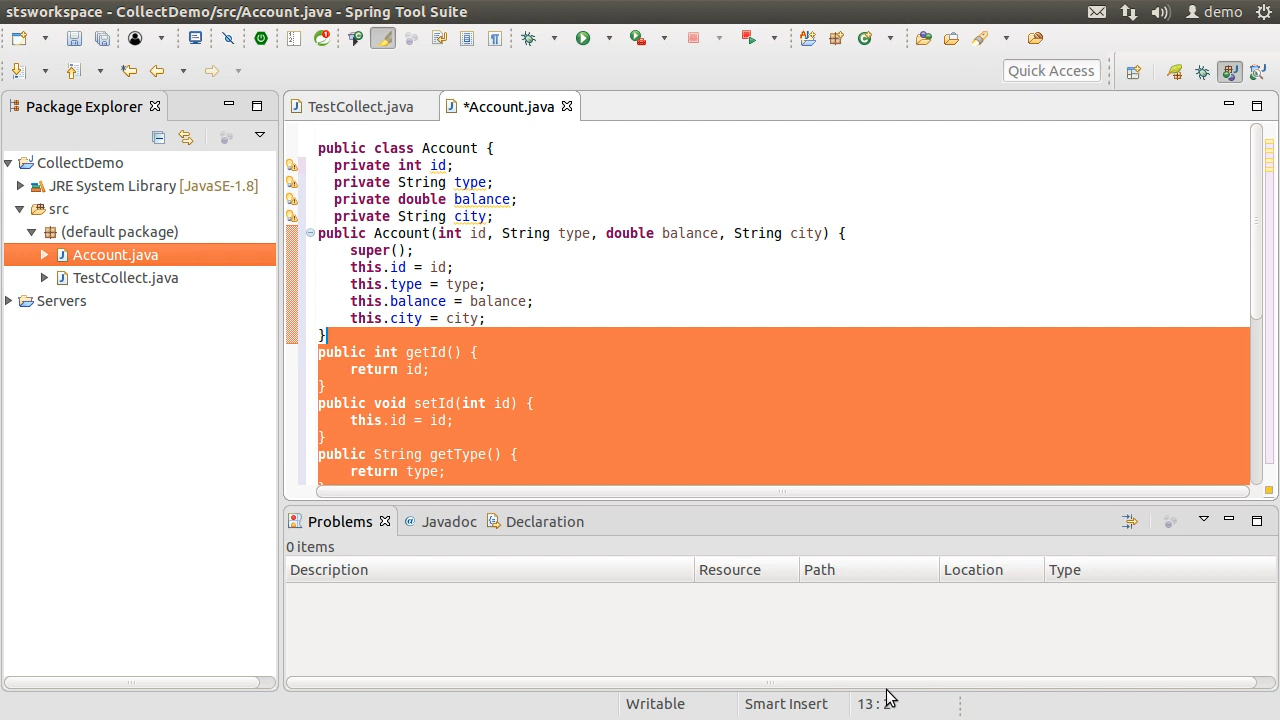 stsworkspace - CollectDemo/src/Account.java - Spring Tool Suite
demo
Quick Access
Package Explorer
CollectDemo
JRE System Library [JavaSE-1.8]
src
(default package)
Account.java
TestCollect.java
Servers
TestCollect.java
*Account.java
public class Account {
private int id;
private String type;
private double balance;
private String city;
public Account(int id, String type, double balance, String city) {
super();
this.id = id;
this.type = type;
this.balance = balance;
this.city = city;
}
public int getId() {
return id;
}
public void setId(int id) {
this.id = id;
}
public String getType() {
return type;
Problems
Javadoc
Declaration
0 items
Description Resource Path Location Type
Writable
Smart Insert
13 :